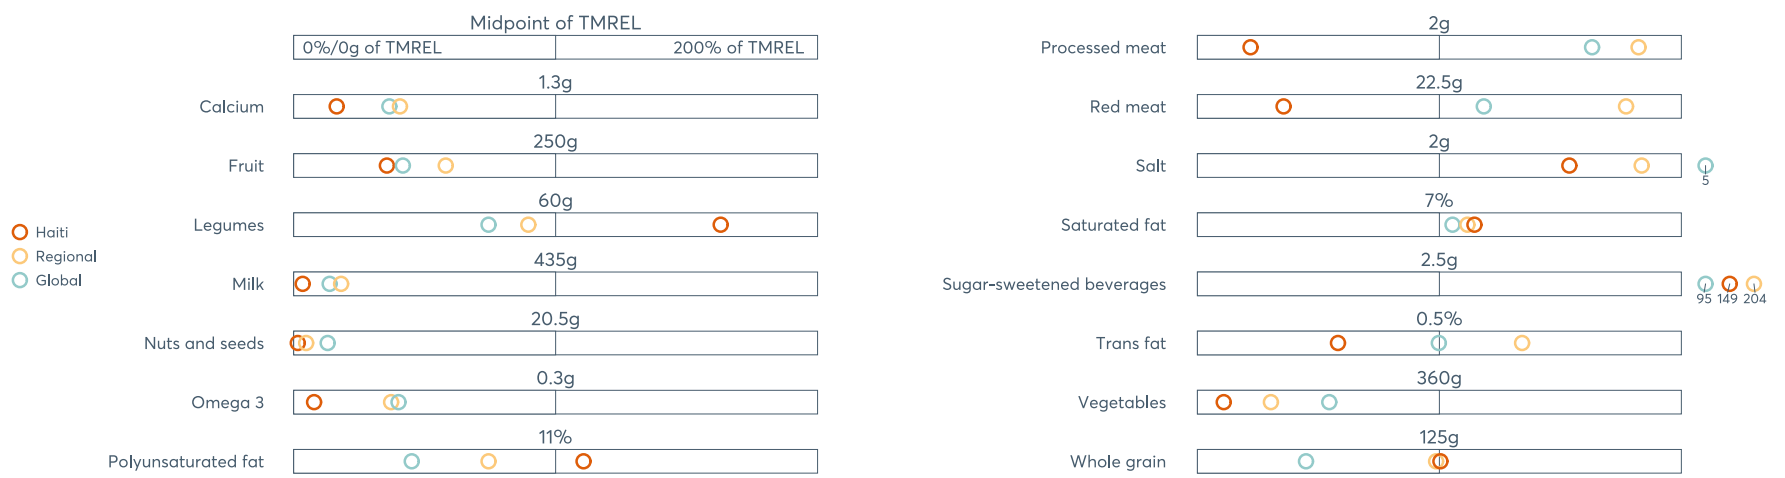 Midpoint of TMREL
0%/0g of TMREL
200% of TMREL
1.3g
Calcium
250g
Fruit
60g
Legumes
435g
Milk
20.5g
Nuts and seeds
0.3g
Omega 3
11%
Polyunsaturated fat
Haiti
Regional
Global
2g
Processed meat
22.5g
Red meat
2g
Salt
5
7%
Saturated fat
2.5g
Sugar-sweetened beverages
95 149 204
0.5%
Trans fat
360g
Vegetables
125g
Whole grain